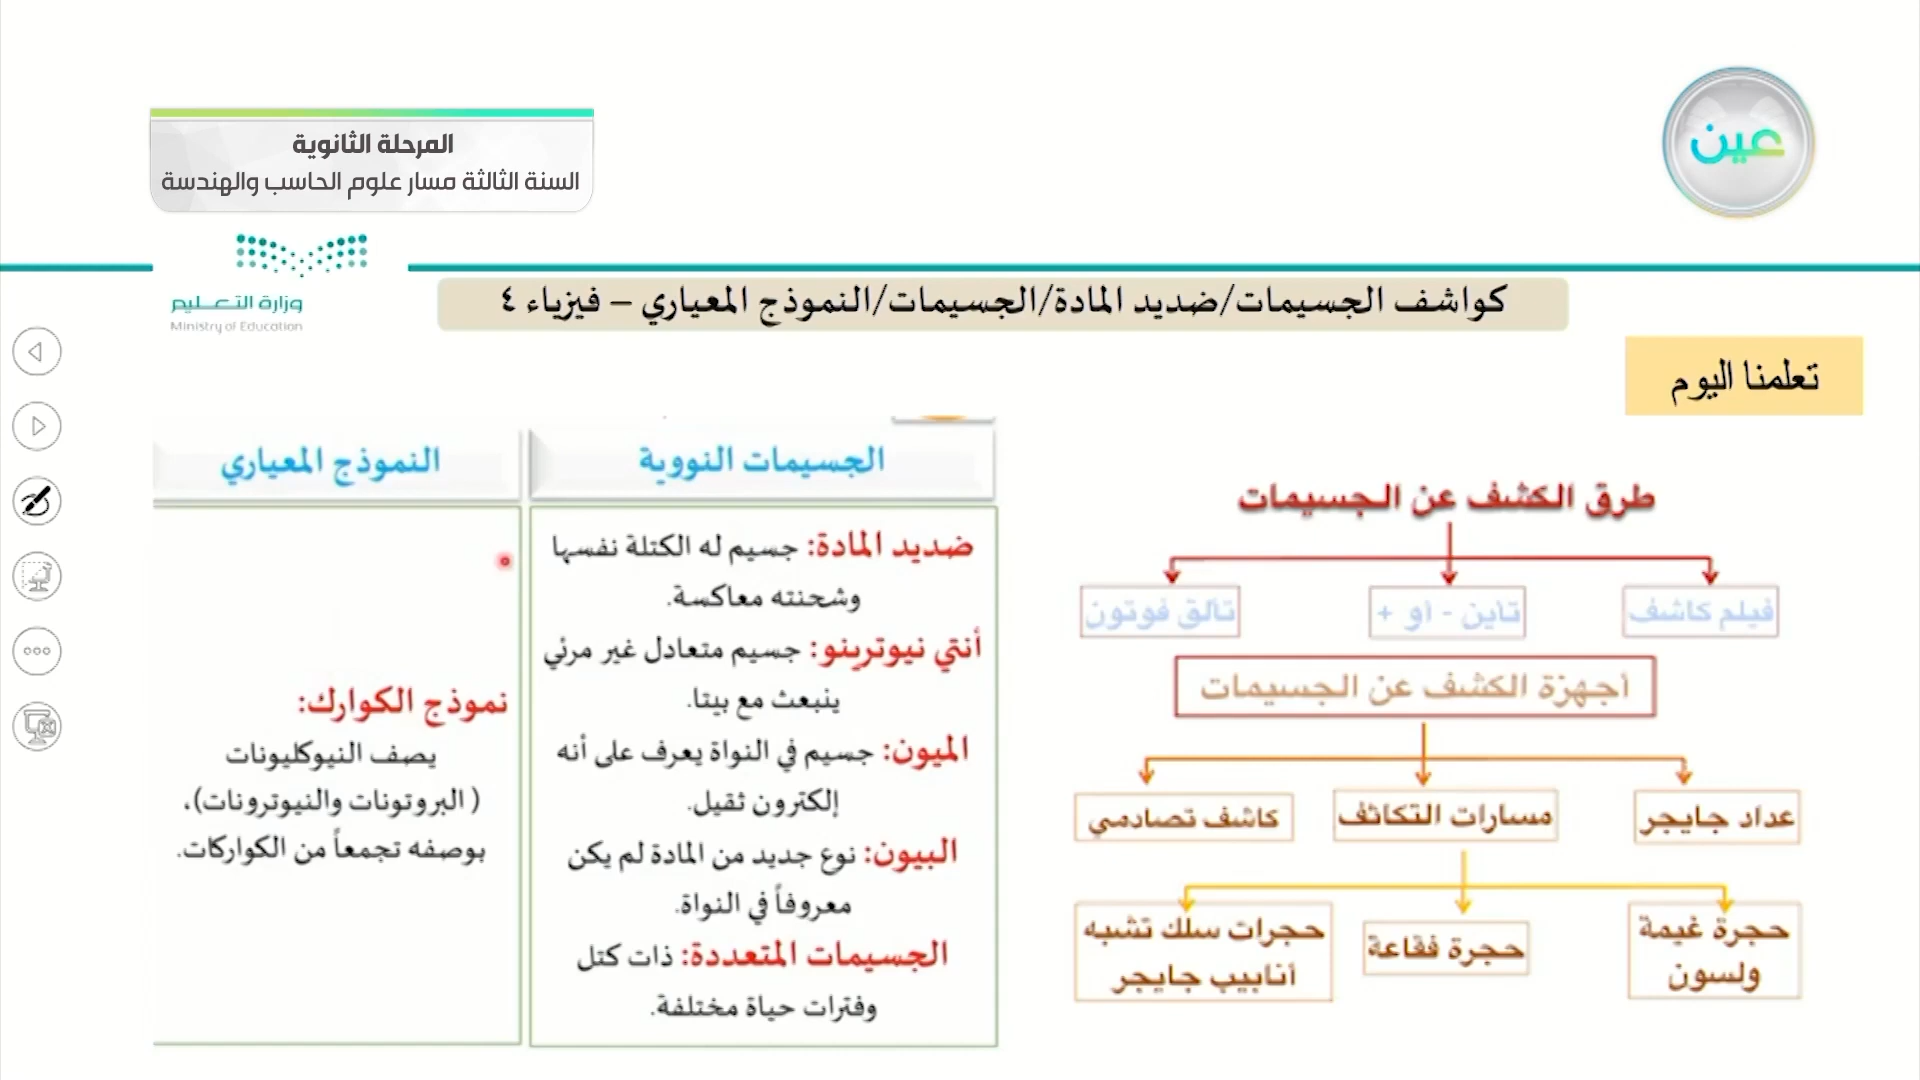 عين
المرحلة الثانوية
السنة الثالثة مسار علوم الحاسب والهندسة
وزارة التعليم
Ministry of Education
كواشف الجسيمات/ضديد المادة/الجسيمات/النموذج المعياري – فيزياء ٤
تعلمنا اليوم
طرق الكشف عن الجسيمات
فيلم كاشف
تأين - أو +
تألق فوتون
أجهزة الكشف عن الجسيمات
عداد جايجر
مسارات التكاثف
كاشف تصادمي
حجرة غيمة
ولسون
حجرة فقاعة
حجرات سلك تشبه
أنابيب جايجر
الجسيمات النووية
ضديد المادة: جسيم له الكتلة نفسها
وشحنته معاكسة.
أنتي نيوترينو: جسيم متعادل غير مرئي
ينبعث مع بيتا.
الميون: جسيم في النواة يعرف على أنه
إلكترون ثقيل.
البيون: نوع جديد من المادة لم يكن
معروفاً في النواة.
الجسيمات المتعددة: ذات كتل
وفترات حياة مختلفة.
النموذج المعياري
نموذج الكوارك:
يصف النيوكليونات
( البروتونات والنيوترونات)،
بوصفه تجمعاً من الكواركات.